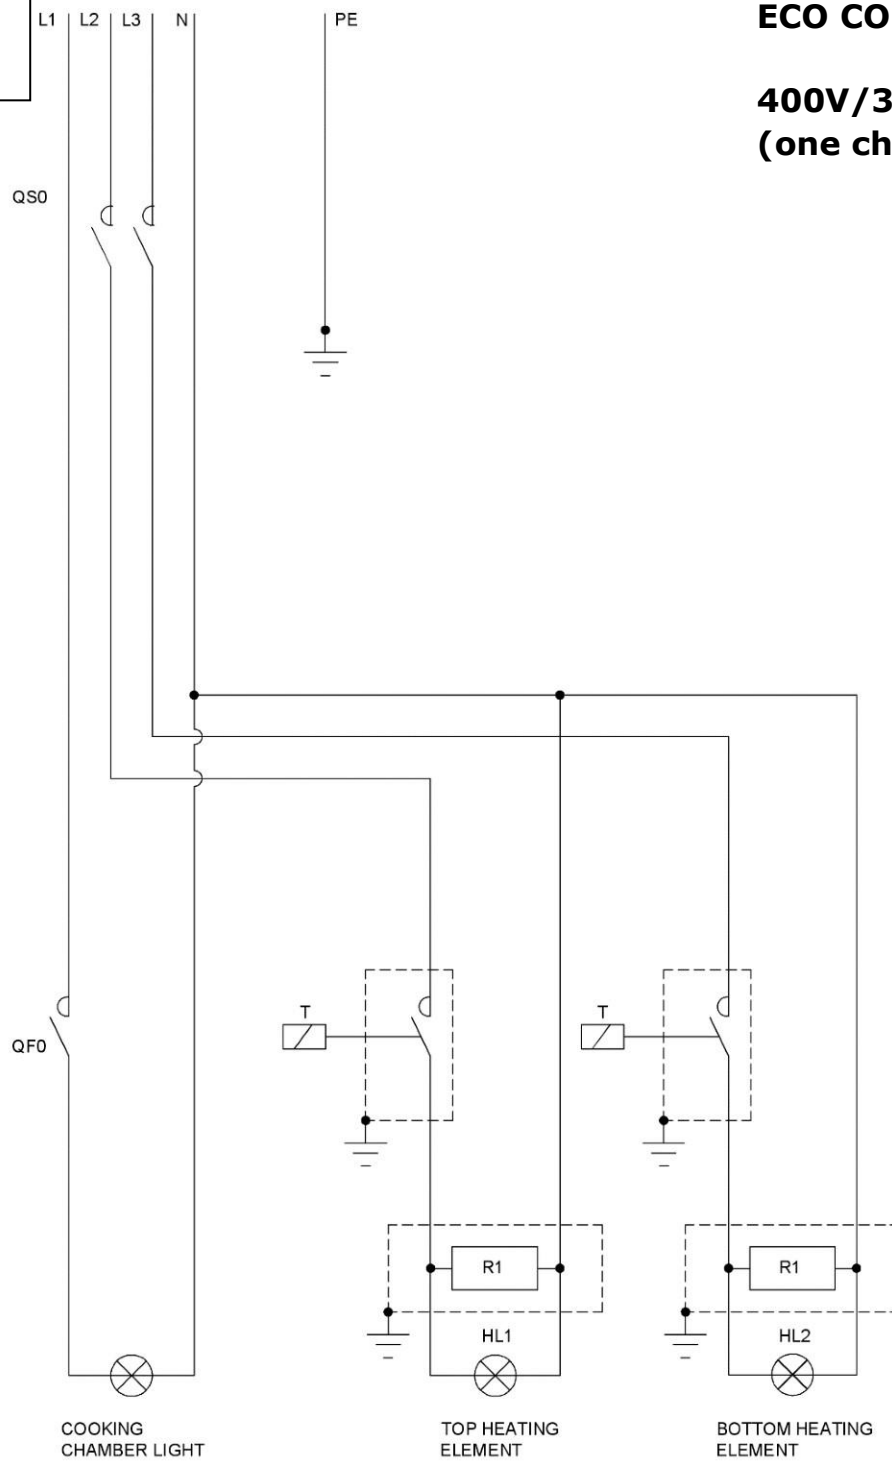 L1 L2 L3 N PE
ECO CO
400V/3
(one ch
QS0
T T
QF0
R1 R1
HL1 HL2
COOKING
CHAMBER LIGHT
TOP HEATING
ELEMENT
BOTTOM HEATING
ELEMENT